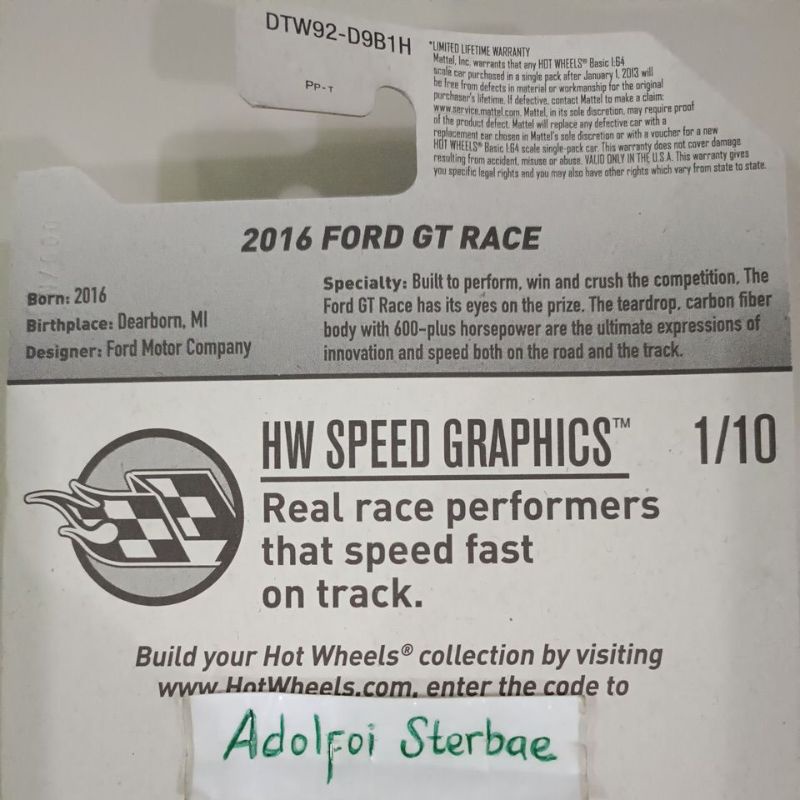 DTW92-D9B1H
PP-T
*LIMITED LIFETIME WARRANTY
Mattel, Inc. warrants that any HOT WHEELS® Basic 1:64
scale car purchased in a single pack after January 1, 2013 will
be free from defects in material or workmanship for the original
purchaser's lifetime. If defective, contact Mattel to make a claim:
www.service.mattel.com. Mattel, in its sole discretion, may require proof
of the product defect. Mattel will replace any defective car with a
replacement car chosen in Mattel's sole discretion or with a voucher for a new
HOT WHEELS® Basic 1:64 scale single-pack car. This warranty does not cover damage
resulting from accident, misuse or abuse. VALID ONLY IN THE U.S.A. This warranty gives
you specific legal rights and you may also have other rights which vary from state to state.
2016 FORD GT RACE
Born: 2016
Birthplace: Dearborn, MI
Designer: Ford Motor Company
Specialty: Built to perform, win and crush the competition. The
Ford GT Race has its eyes on the prize. The teardrop, carbon fiber
body with 600-plus horsepower are the ultimate expressions of
innovation and speed both on the road and the track.
HW SPEED GRAPHICS™ 1/10
Real race performers
that speed fast
on track.
Build your Hot Wheels® collection by visiting
www.HotWheels.com, enter the code to
Adolfoi Sterbae